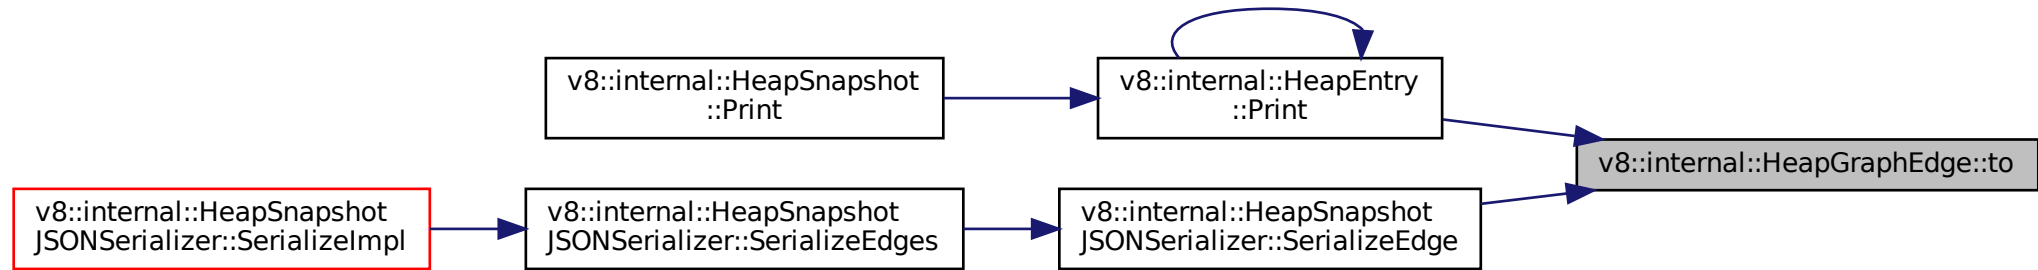 v8::internal::HeapSnapshot
::Print
v8::internal::HeapEntry
::Print
v8::internal::HeapGraphEdge::to
v8::internal::HeapSnapshot
JSONSerializer::SerializeImpl
v8::internal::HeapSnapshot
JSONSerializer::SerializeEdges
v8::internal::HeapSnapshot
JSONSerializer::SerializeEdge